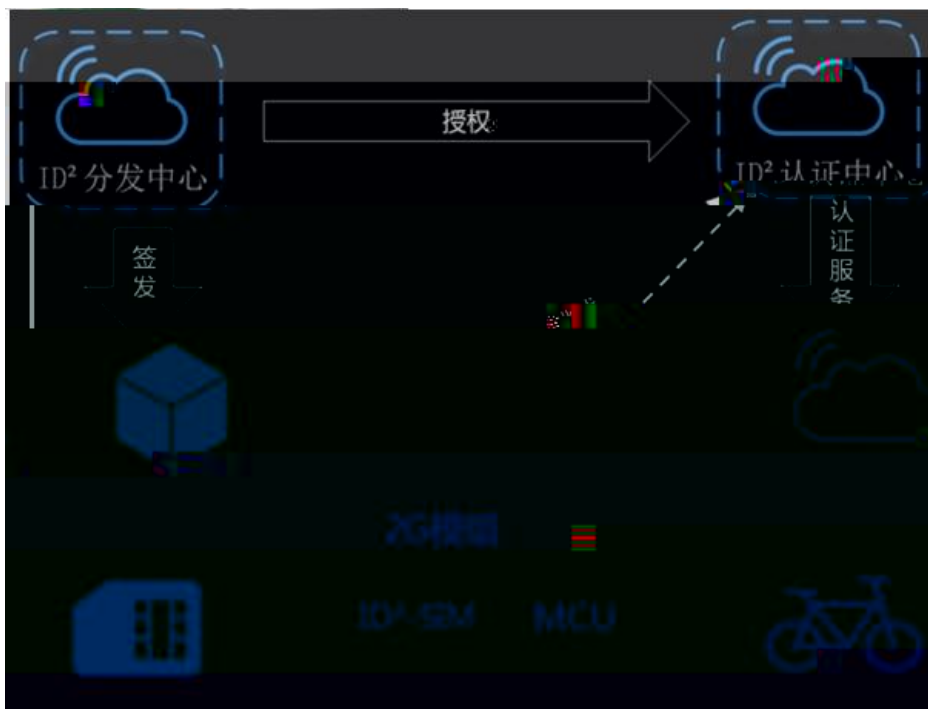 授权
ID² 分发中心
ID² 认证中心
签发
认证服务
2G模组
ID²-SIM
MCU